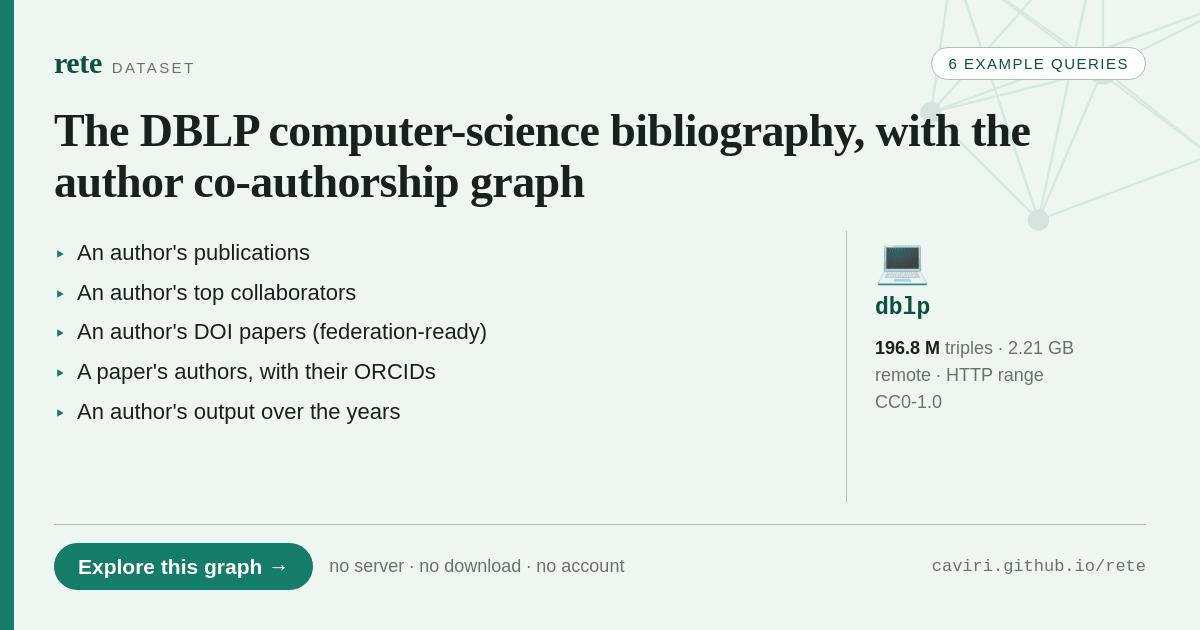 rete DATASET
6 EXAMPLE QUERIES
The DBLP computer-science bibliography, with the
author co-authorship graph
An author's publications
An author's top collaborators
An author's DOI papers (federation-ready)
A paper's authors, with their ORCIDs
An author's output over the years
dblp
196.8 M triples · 2.21 GB
remote · HTTP range
CC0-1.0
Explore this graph →
no server · no download · no account
caviri.github.io/rete